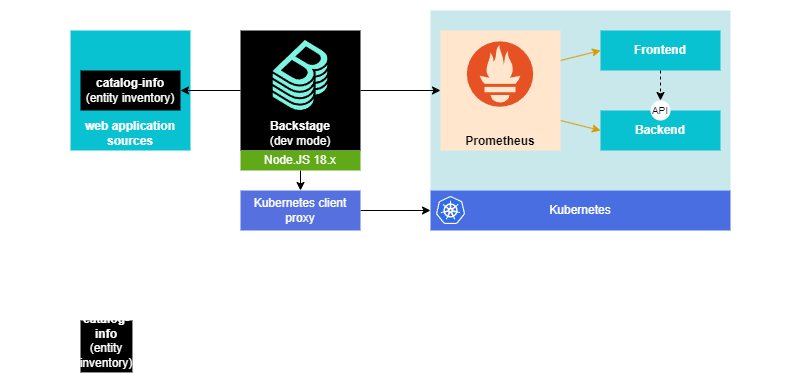 catalog-info
(entity inventory)
web application
sources
Backstage
(dev mode)
Node.JS 18.x
Kubernetes client
proxy
Prometheus
Frontend
API
Backend
Kubernetes
catalog-
info
(entity
inventory)